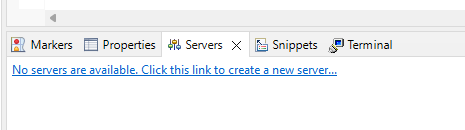 Markers Properties Servers Snippets Terminal
No servers are available. Click this link to create a new server...